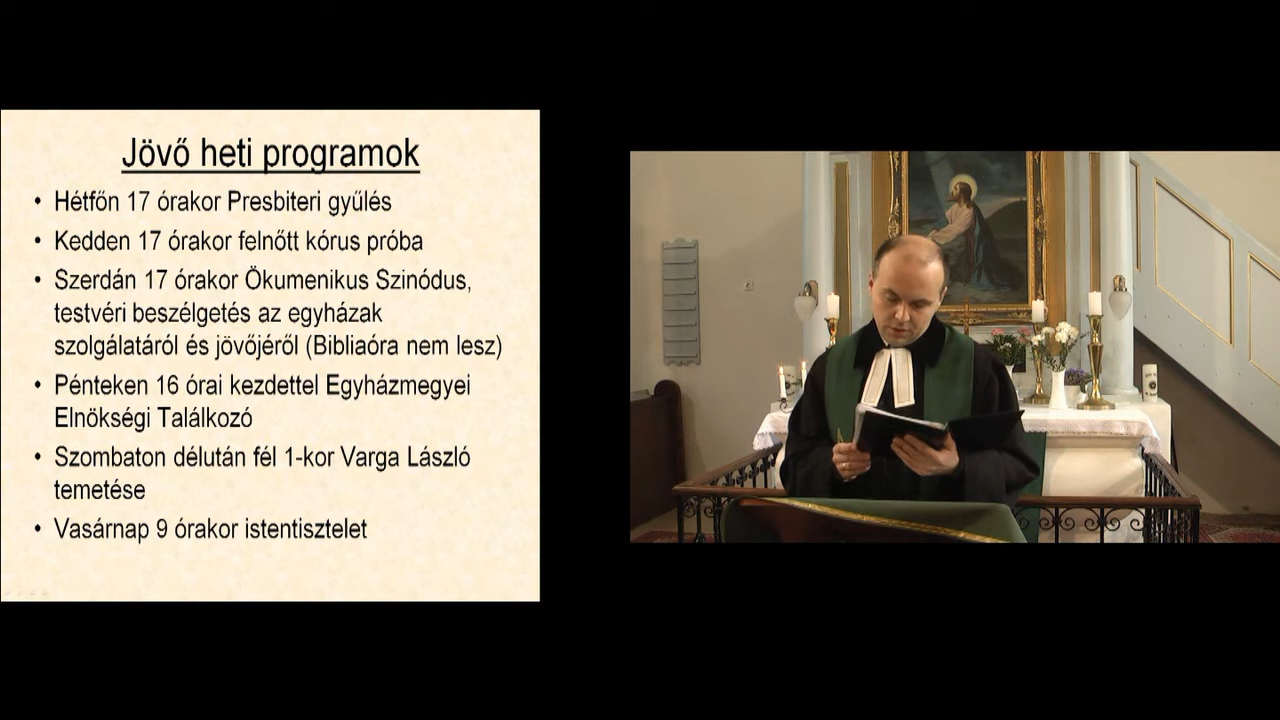 Jövő heti programok
• Hétfőn 17 órakor Presbiteri gyűlés
• Kedden 17 órakor felnőtt kórus próba
• Szerdán 17 órakor Ökumenikus Szinódus,
testvéri beszélgetés az egyházak
szolgálatáról és jövőjéről (Bibliaóra nem lesz)
• Pénteken 16 órai kezdettel Egyházmegyei
Elnökségi Találkozó
• Szombaton délután fél 1-kor Varga László
temetése
• Vasárnap 9 órakor istentisztelet